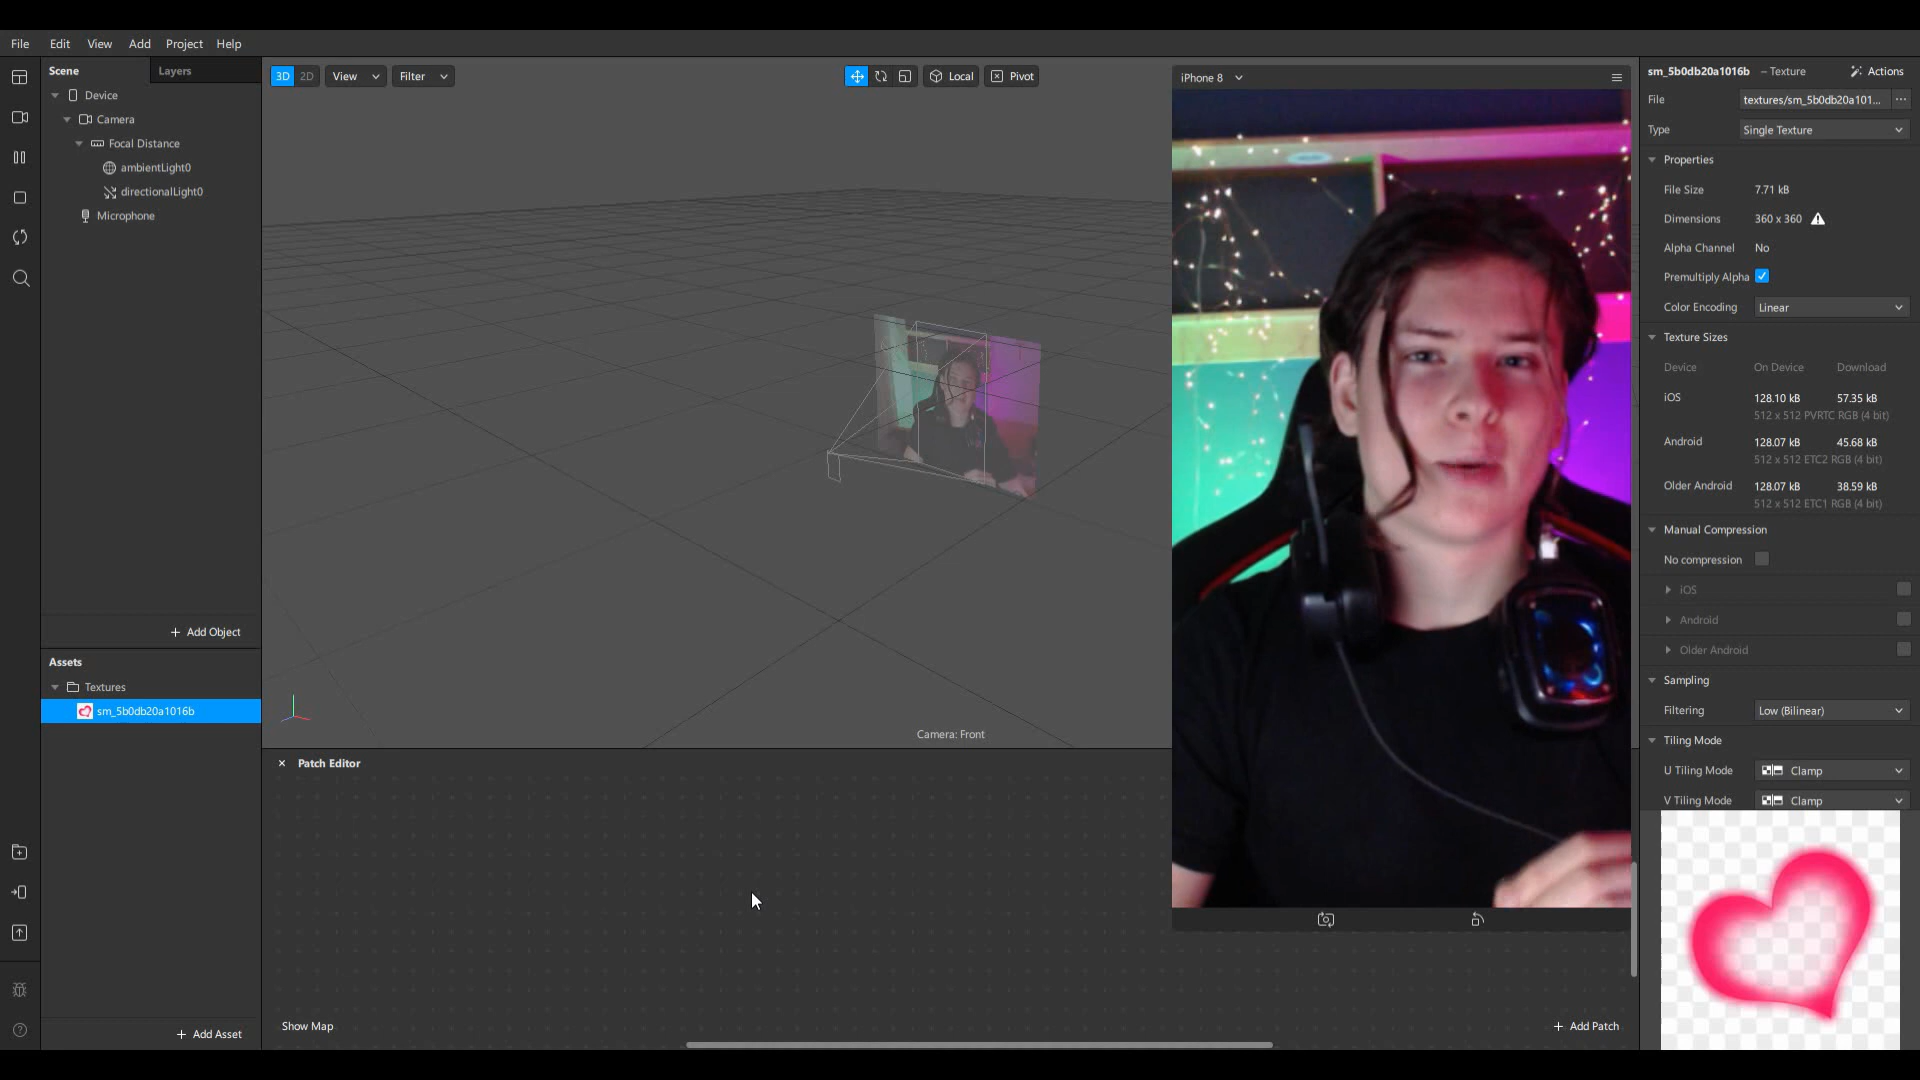 File Edit View Add Project Help
Scene Layers
Device
Camera
Focal Distance
ambientLight0
directionalLight0
Microphone
+ Add Object
Assets
Textures
sm_5b0db20a1016b
+ Add Asset
3D 2D View Filter Local Pivot
Camera: Front
× Patch Editor
Show Map
+ Add Patch
iPhone 8
sm_5b0db20a1016b – Texture Actions
File textures/sm_5b0db20a101... ...
Type Single Texture
Properties
File Size 7.71 kB
Dimensions 360 x 360
Alpha Channel No
Premultiply Alpha
Color Encoding Linear
Texture Sizes
Device On Device Download
iOS 128.10 kB 57.35 kB
512 x 512 PVRTC RGB (4 bit)
Android 128.07 kB 45.68 kB
512 x 512 ETC2 RGB (4 bit)
Older Android 128.07 kB 38.59 kB
512 x 512 ETC1 RGB (4 bit)
Manual Compression
No compression
iOS
Android
Older Android
Sampling
Filtering Low (Bilinear)
Tiling Mode
U Tiling Mode Clamp
V Tiling Mode Clamp